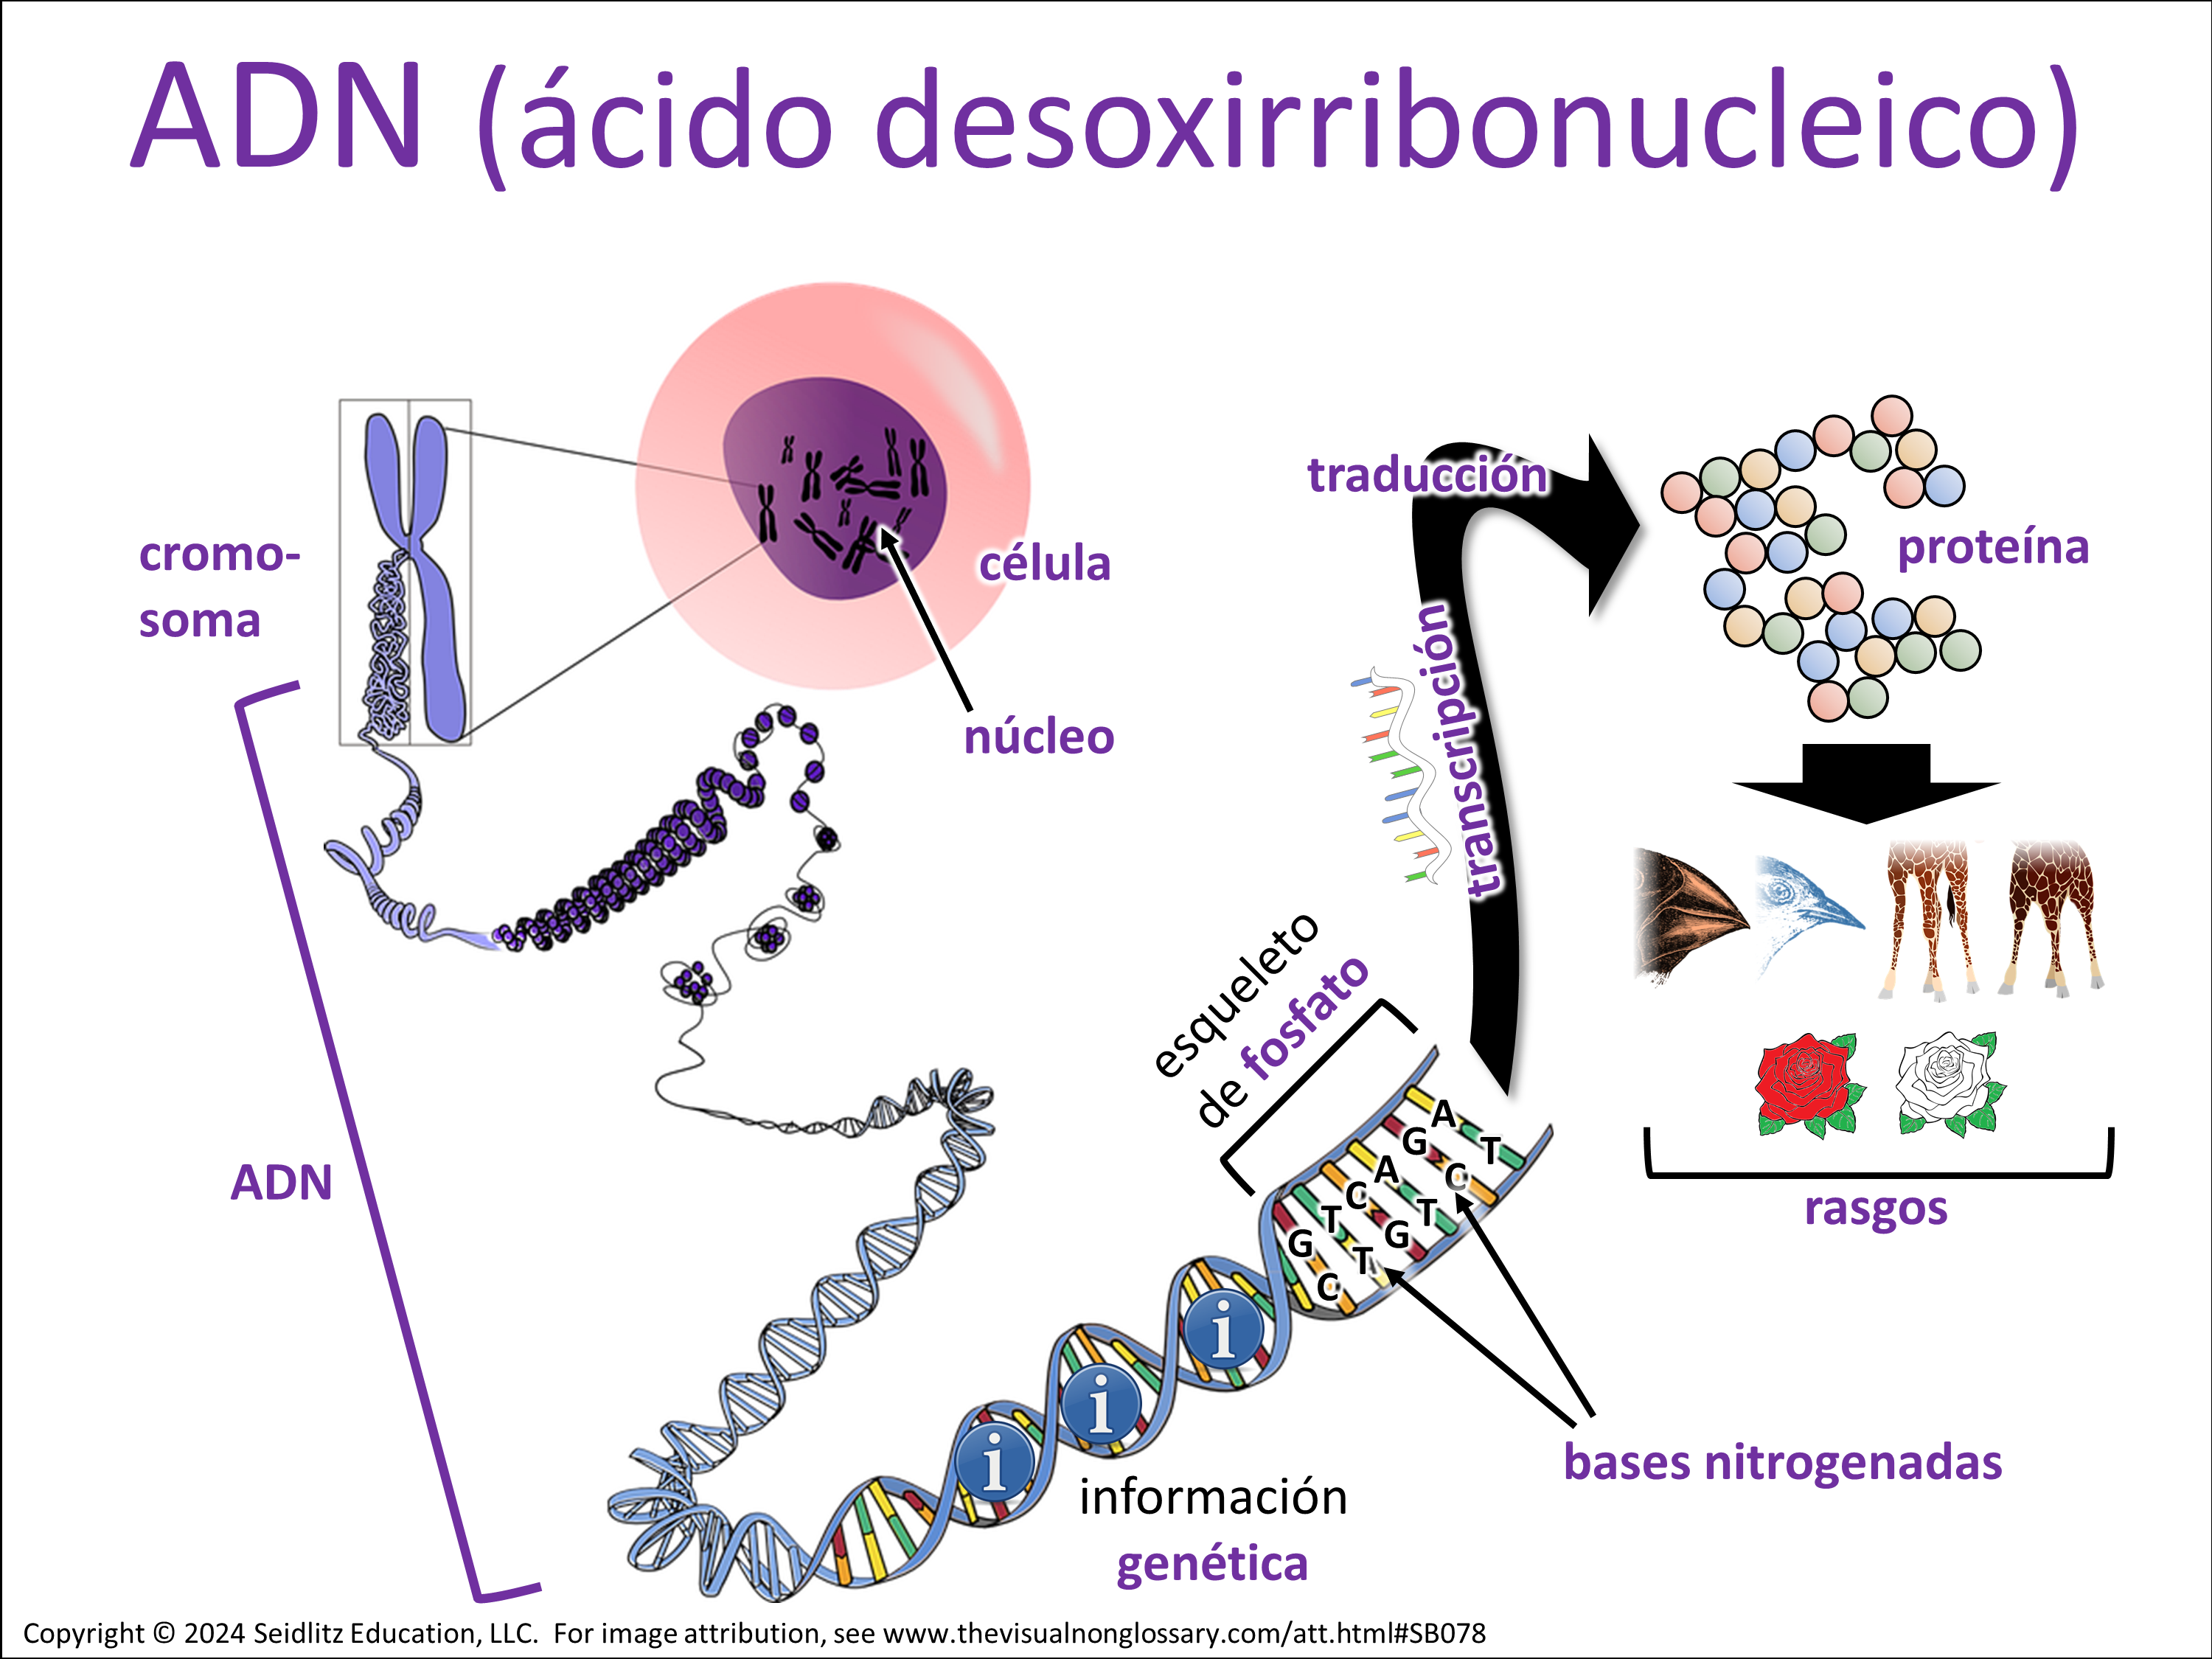 ADN (ácido desoxirribonucleico)
cromo-
soma
célula
núcleo
ADN
traducción
transcripción
proteína
esqueleto
de fosfato
A
T
G
C
A
T
C
G
T
T
G
C
i
i
i
información
genética
bases nitrogenadas
rasgos
Copyright © 2024 Seidlitz Education, LLC. For image attribution, see www.thevisualnonglossary.com/att.html#SB078